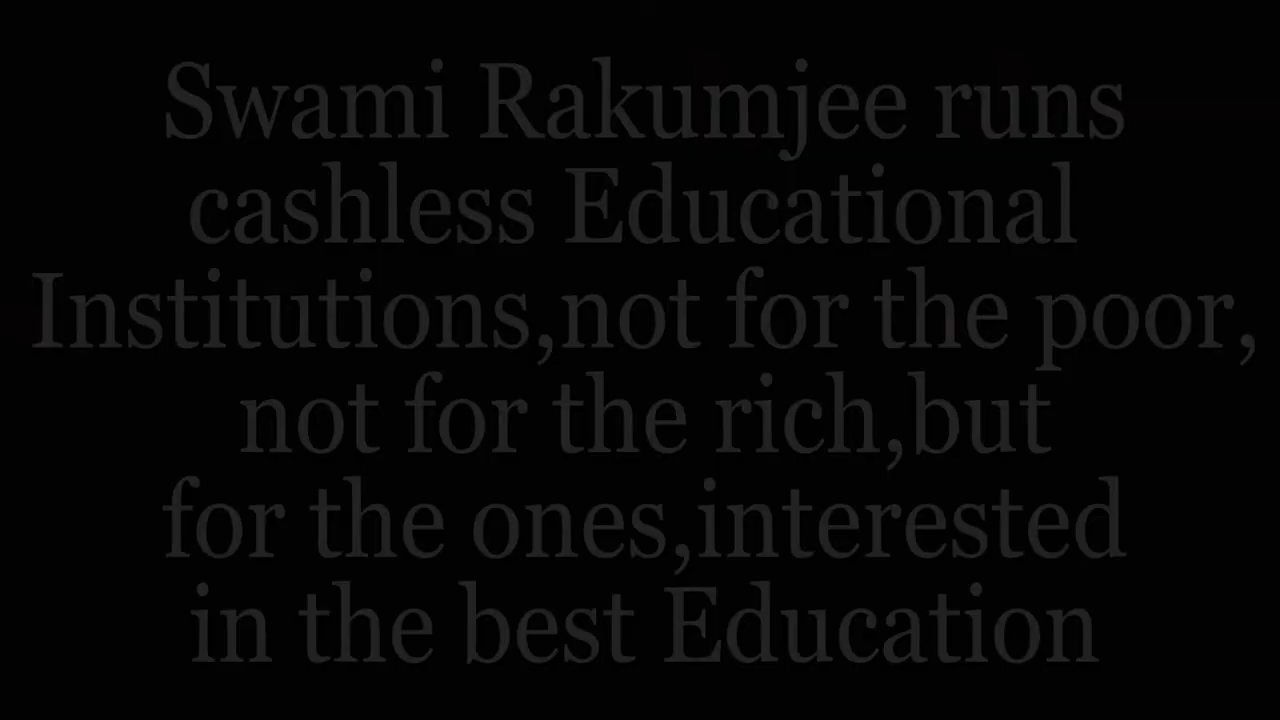 Swami Rakumjee runs
cashless Educational
Institutions,not for the poor,
not for the rich,but
for the ones,interested
in the best Education